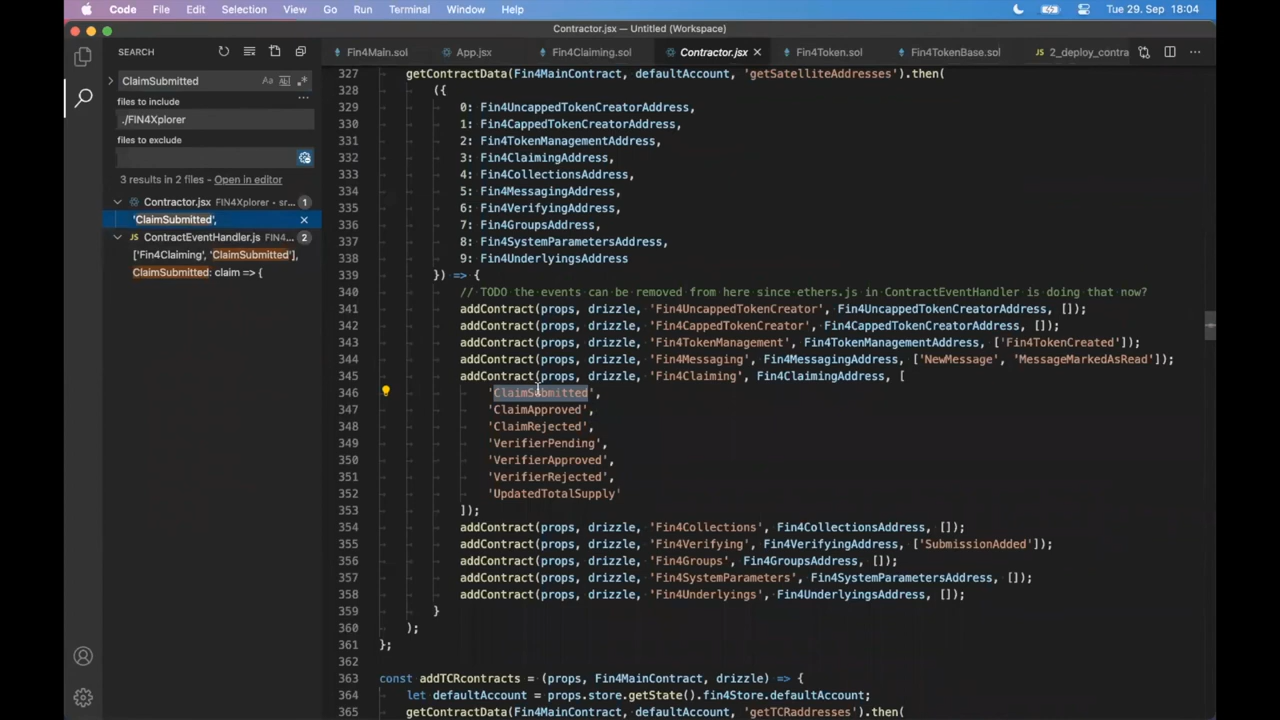 Code File Edit Selection View Go Run Terminal Window Help Tue 29. Sep 18:04
Contractor.jsx — Untitled (Workspace)
SEARCH
Fin4Main.sol App.jsx Fin4Claiming.sol Contractor.jsx Fin4Token.sol Fin4TokenBase.sol JS 2_deploy_contra
ClaimSubmitted
files to include
./FIN4Xplorer
files to exclude
3 results in 2 files - Open in editor
Contractor.jsx FIN4Xplorer • sr... 1
'ClaimSubmitted',
JS ContractEventHandler.js FIN4... 2
['Fin4Claiming', 'ClaimSubmitted'],
ClaimSubmitted: claim => {
327 getContractData(Fin4MainContract, defaultAccount, 'getSatelliteAddresses').then(
328 ({
329 0: Fin4UncappedTokenCreatorAddress,
330 1: Fin4CappedTokenCreatorAddress,
331 2: Fin4TokenManagementAddress,
332 3: Fin4ClaimingAddress,
333 4: Fin4CollectionsAddress,
334 5: Fin4MessagingAddress,
335 6: Fin4VerifyingAddress,
336 7: Fin4GroupsAddress,
337 8: Fin4SystemParametersAddress,
338 9: Fin4UnderlyingsAddress
339 }) => {
340 // TODO the events can be removed from here since ethers.js in ContractEventHandler is doing that now?
341 addContract(props, drizzle, 'Fin4UncappedTokenCreator', Fin4UncappedTokenCreatorAddress, []);
342 addContract(props, drizzle, 'Fin4CappedTokenCreator', Fin4CappedTokenCreatorAddress, []);
343 addContract(props, drizzle, 'Fin4TokenManagement', Fin4TokenManagementAddress, ['Fin4TokenCreated']);
344 addContract(props, drizzle, 'Fin4Messaging', Fin4MessagingAddress, ['NewMessage', 'MessageMarkedAsRead']);
345 addContract(props, drizzle, 'Fin4Claiming', Fin4ClaimingAddress, [
346 'ClaimSubmitted',
347 'ClaimApproved',
348 'ClaimRejected',
349 'VerifierPending',
350 'VerifierApproved',
351 'VerifierRejected',
352 'UpdatedTotalSupply'
353 ]);
354 addContract(props, drizzle, 'Fin4Collections', Fin4CollectionsAddress, []);
355 addContract(props, drizzle, 'Fin4Verifying', Fin4VerifyingAddress, ['SubmissionAdded']);
356 addContract(props, drizzle, 'Fin4Groups', Fin4GroupsAddress, []);
357 addContract(props, drizzle, 'Fin4SystemParameters', Fin4SystemParametersAddress, []);
358 addContract(props, drizzle, 'Fin4Underlyings', Fin4UnderlyingsAddress, []);
359 }
360 );
361 };
362
363 const addTCRcontracts = (props, Fin4MainContract, drizzle) => {
364 let defaultAccount = props.store.getState().fin4Store.defaultAccount;
365 getContractData(Fin4MainContract, defaultAccount, 'getTCRaddresses').then(